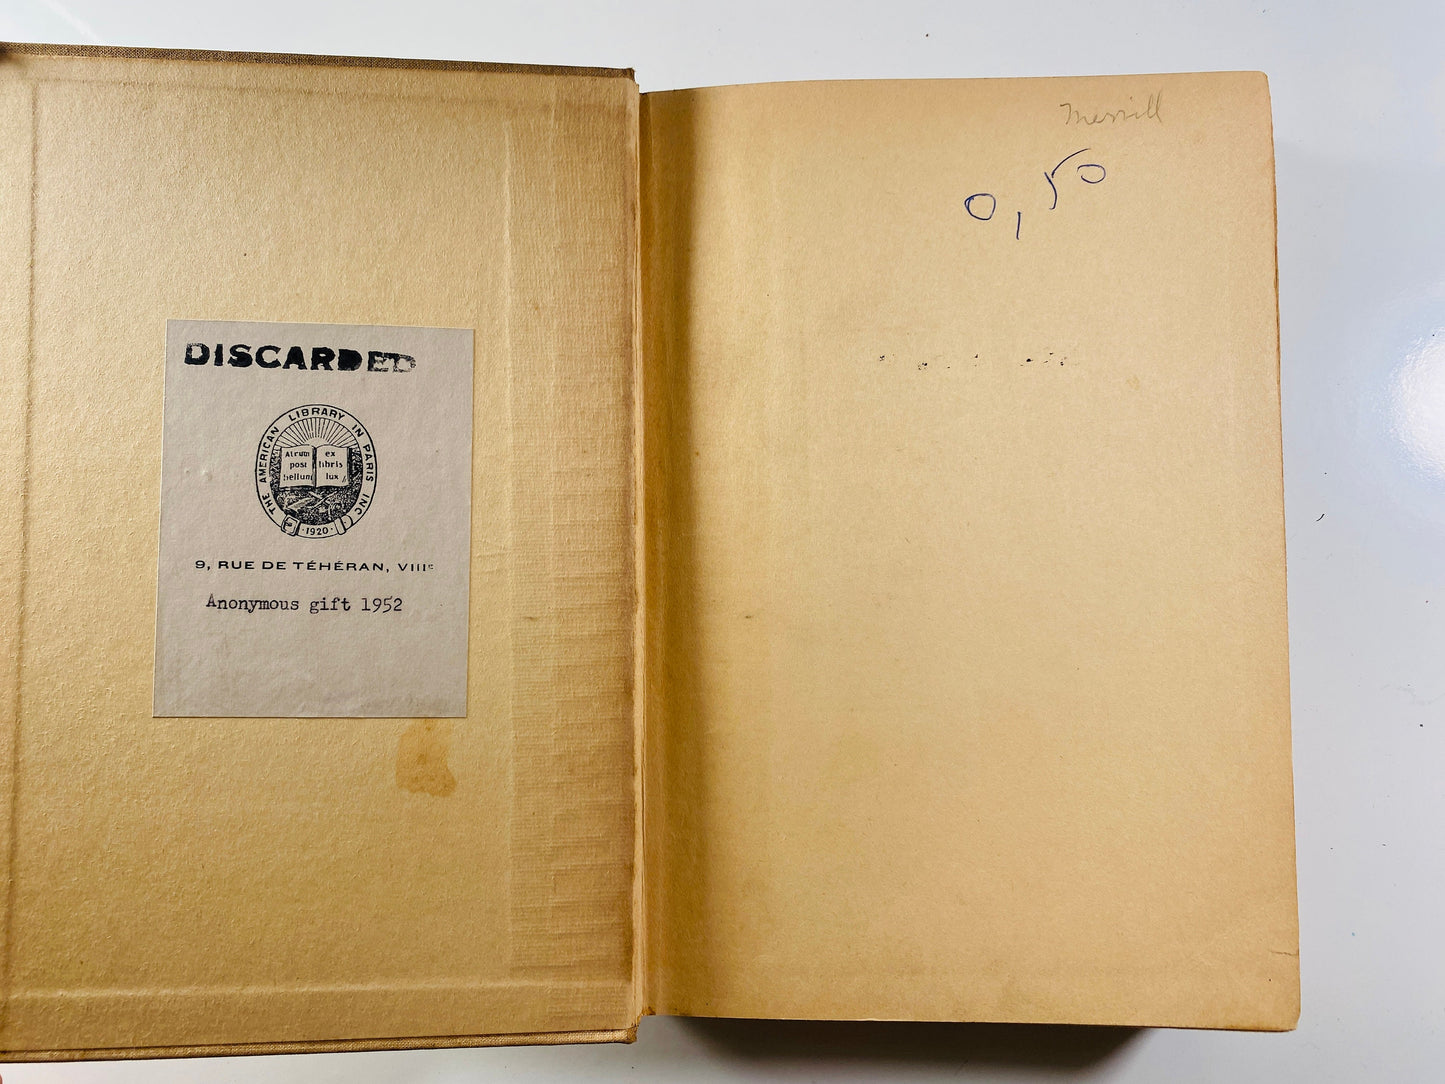 DISCARDED
THE AMERICAN LIBRARY IN PARIS INC
Atrum ex
post libris
bellum lux
·1920·
9, RUE DE TÉHÉRAN, VIIIᵉ
Anonymous gift 1952
Merrill
0,50